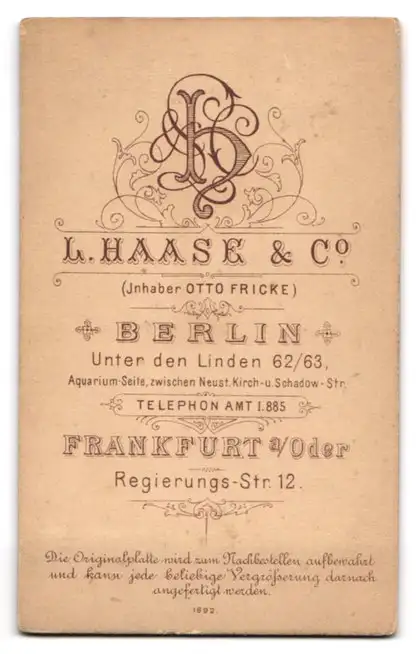 LH
L. HAASE & Co
(Jnhaber OTTO FRICKE)
BERLIN
Unter den Linden 62/63,
Aquarium-Seite, zwischen Neust. Kirch- u. Schadow-Str.
TELEPHON AMT I. 885
FRANKFURT a/Oder
Regierungs-Str. 12.
Die Originalplatte wird zum Nachbestellen aufbewahrt
und kann jede beliebige Vergrößserung darnach
angefertigt werden.
1892.